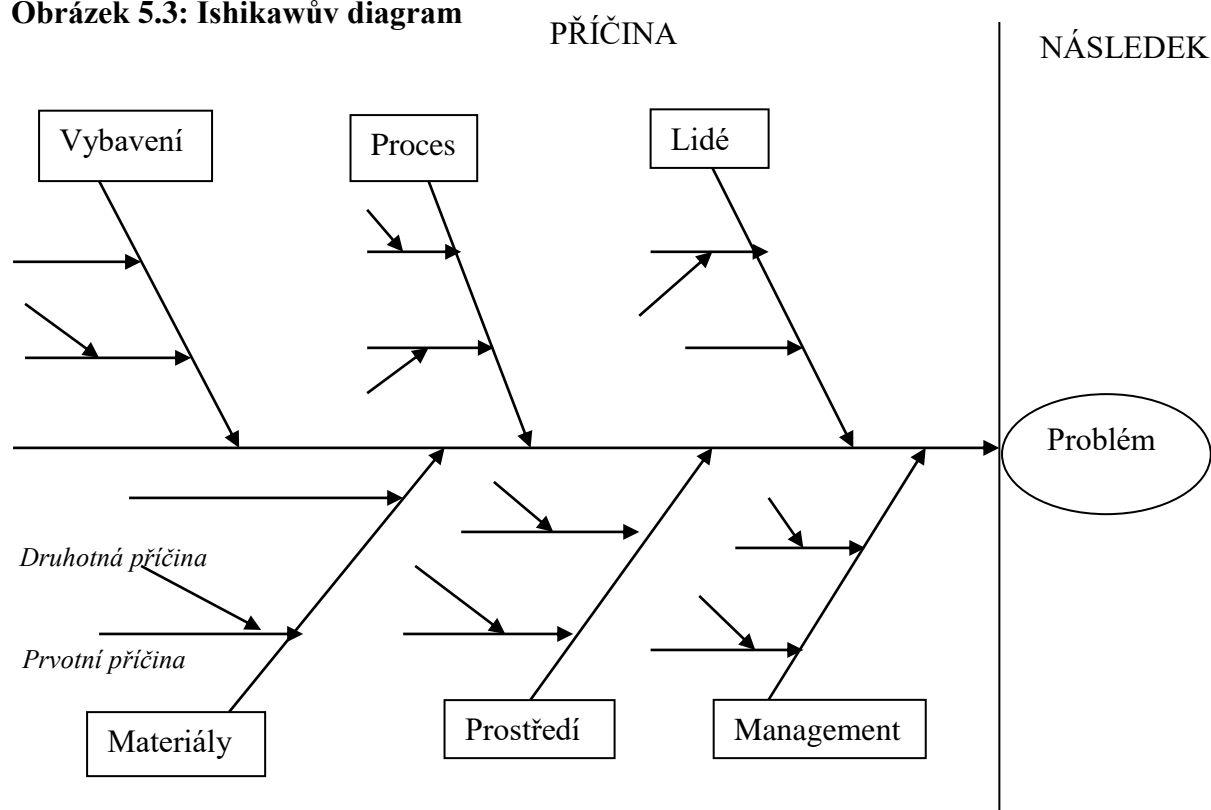 Obrázek 5.3: Ishikawův diagram
PŘÍČINA
NÁSLEDEK
Vybavení
Proces
Lidé
Problém
Druhotná příčina
Prvotní příčina
Materiály
Prostředí
Management